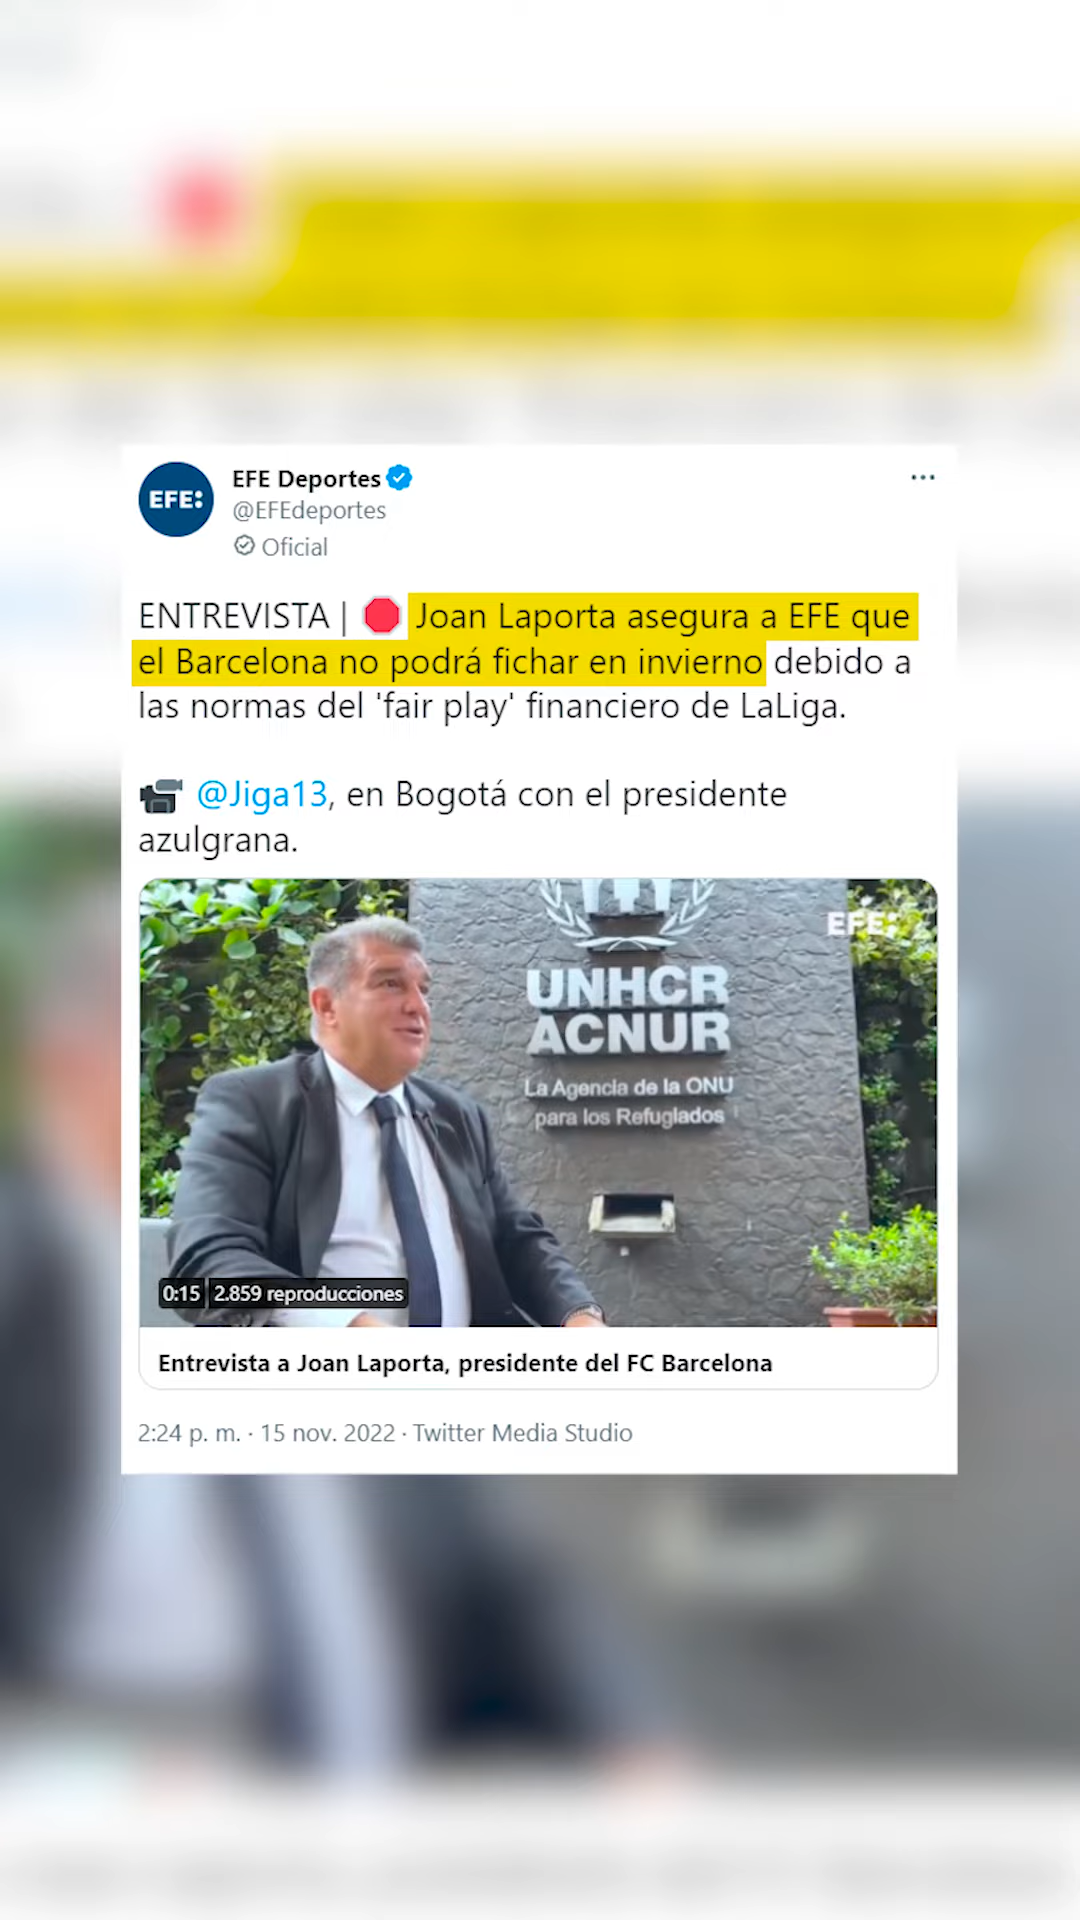 EFE:
EFE Deportes
@EFEdeportes
Oficial
ENTREVISTA | Joan Laporta asegura a EFE que
el Barcelona no podrá fichar en invierno debido a
las normas del 'fair play' financiero de LaLiga.
@Jiga13, en Bogotá con el presidente
azulgrana.
EFE:
UNHCR
ACNUR
La Agencia de la ONU
para los Refugiados
0:15 2.859 reproducciones
Entrevista a Joan Laporta, presidente del FC Barcelona
2:24 p. m. · 15 nov. 2022 · Twitter Media Studio